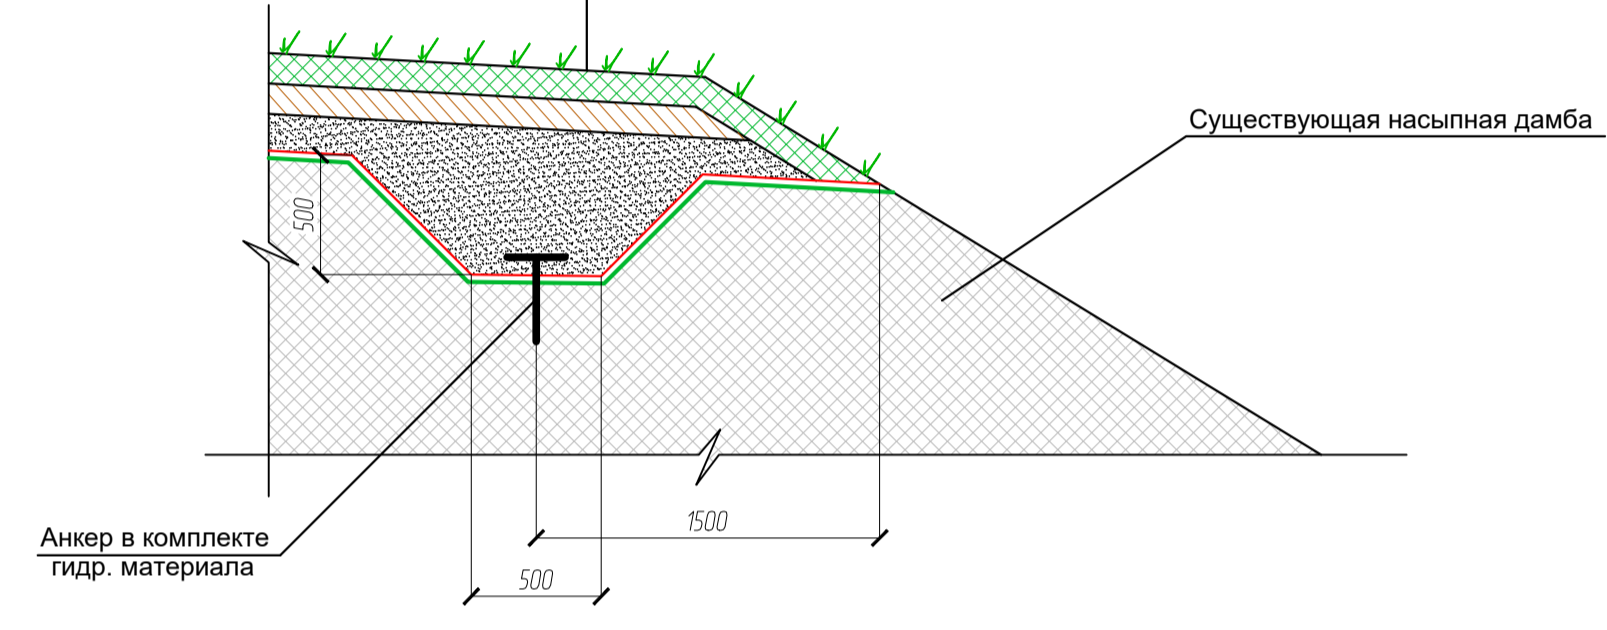 Существующая насыпная дамба
500
1500
Анкер в комплекте
гидр. материала
500